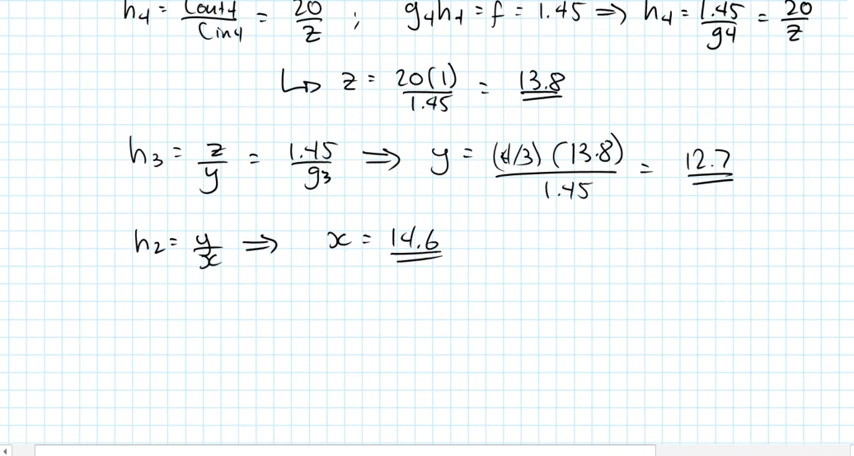 h4 = Cout4/Cin4 = 20/z ; g4h4 = f = 1.45 ⇒ h4 = 1.45/g4 = 20/z
↳ z = 20(1)/1.45 = 13.8
h3 = z/y = 1.45/g3 ⇒ y = (4/3)(13.8)/1.45 = 12.7
h2 = y/x ⇒ x = 14.6